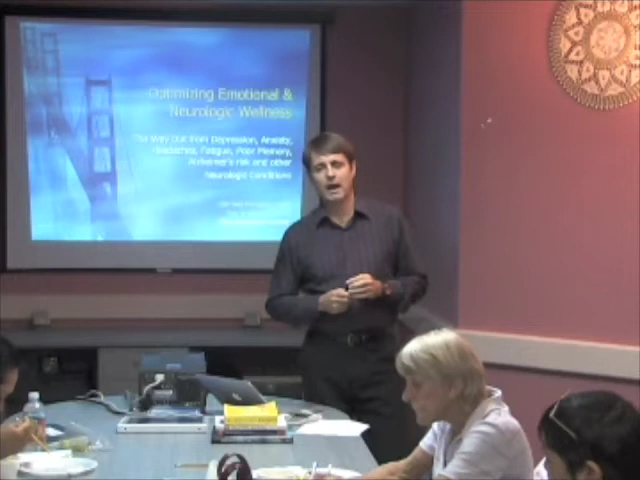 Optimizing Emotional &
Neurologic Wellness
The Way Out from Depression, Anxiety,
Headaches, Fatigue, Poor Memory,
Alzheimer's risk and other
Neurologic Conditions